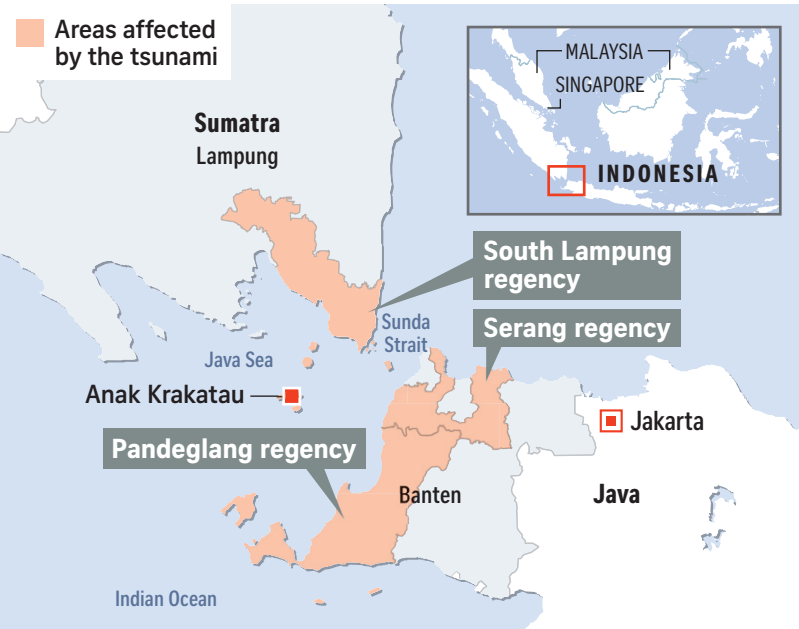 Areas affected
by the tsunami
MALAYSIA
SINGAPORE
INDONESIA
Sumatra
Lampung
South Lampung
regency
Sunda
Strait
Serang regency
Java Sea
Anak Krakatau
Jakarta
Pandeglang regency
Banten
Java
Indian Ocean